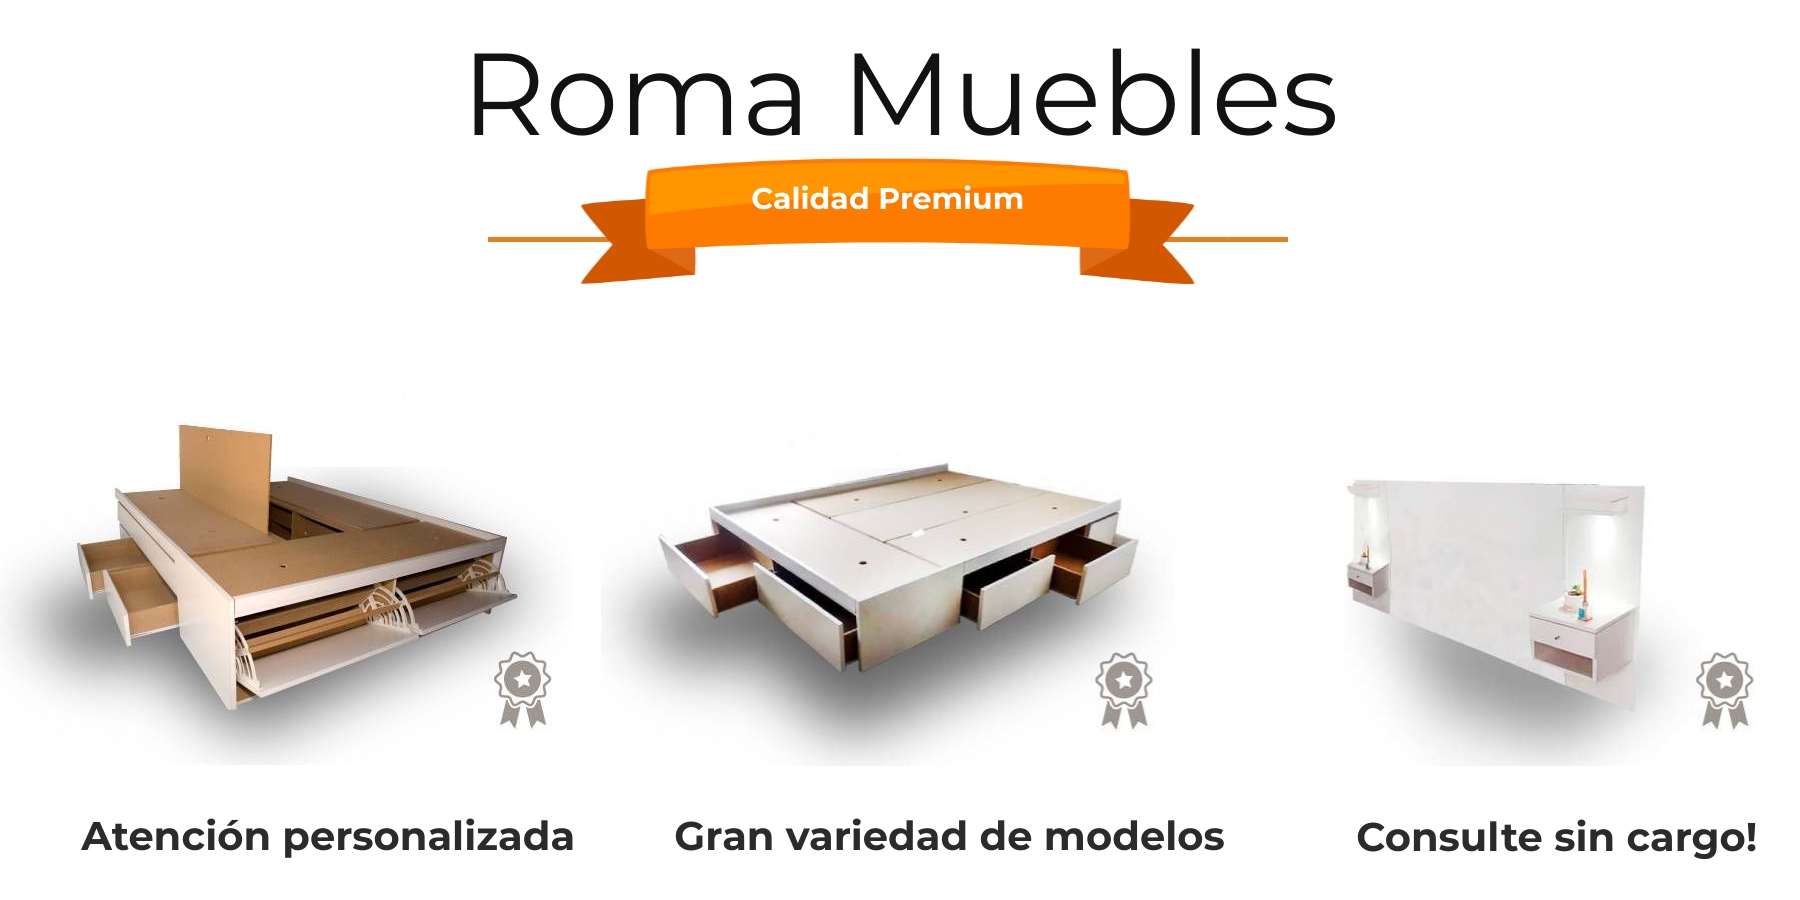 Roma Muebles
Calidad Premium
Atención personalizada
Gran variedad de modelos
Consulte sin cargo!